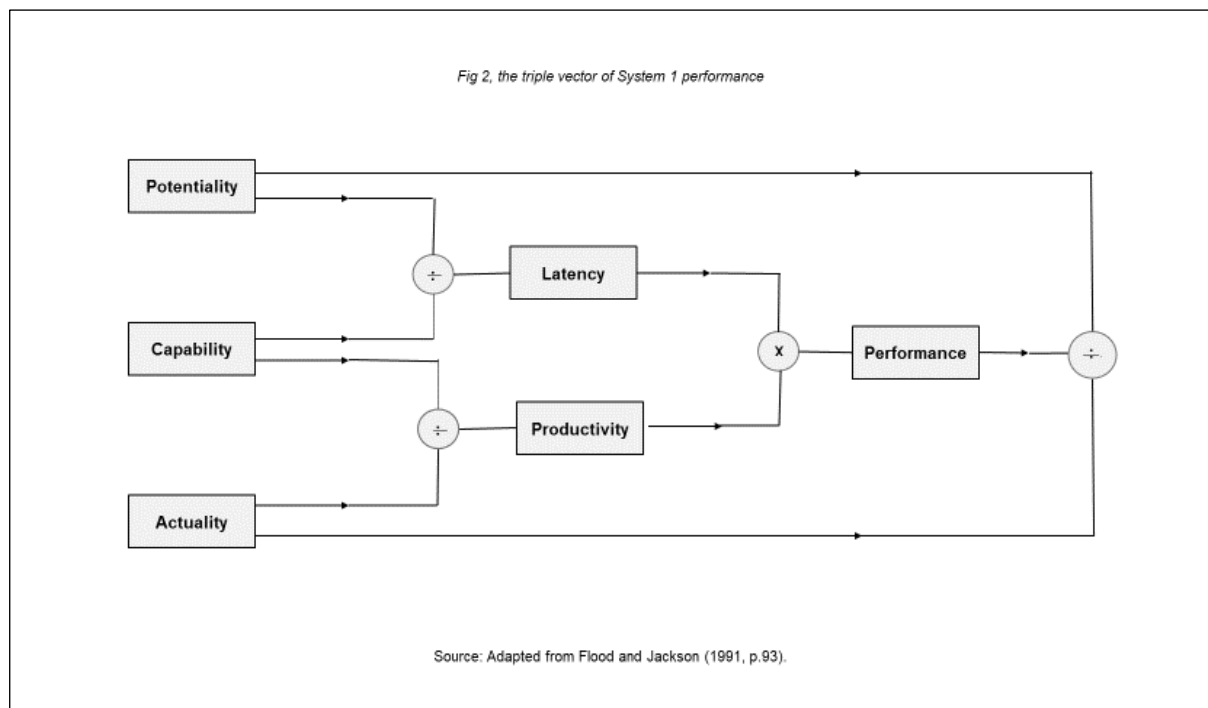 Fig 2, the triple vector of System 1 performance
Potentiality
÷
Latency
Capability
x
Performance
÷
÷
Productivity
Actuality
Source: Adapted from Flood and Jackson (1991, p.93).